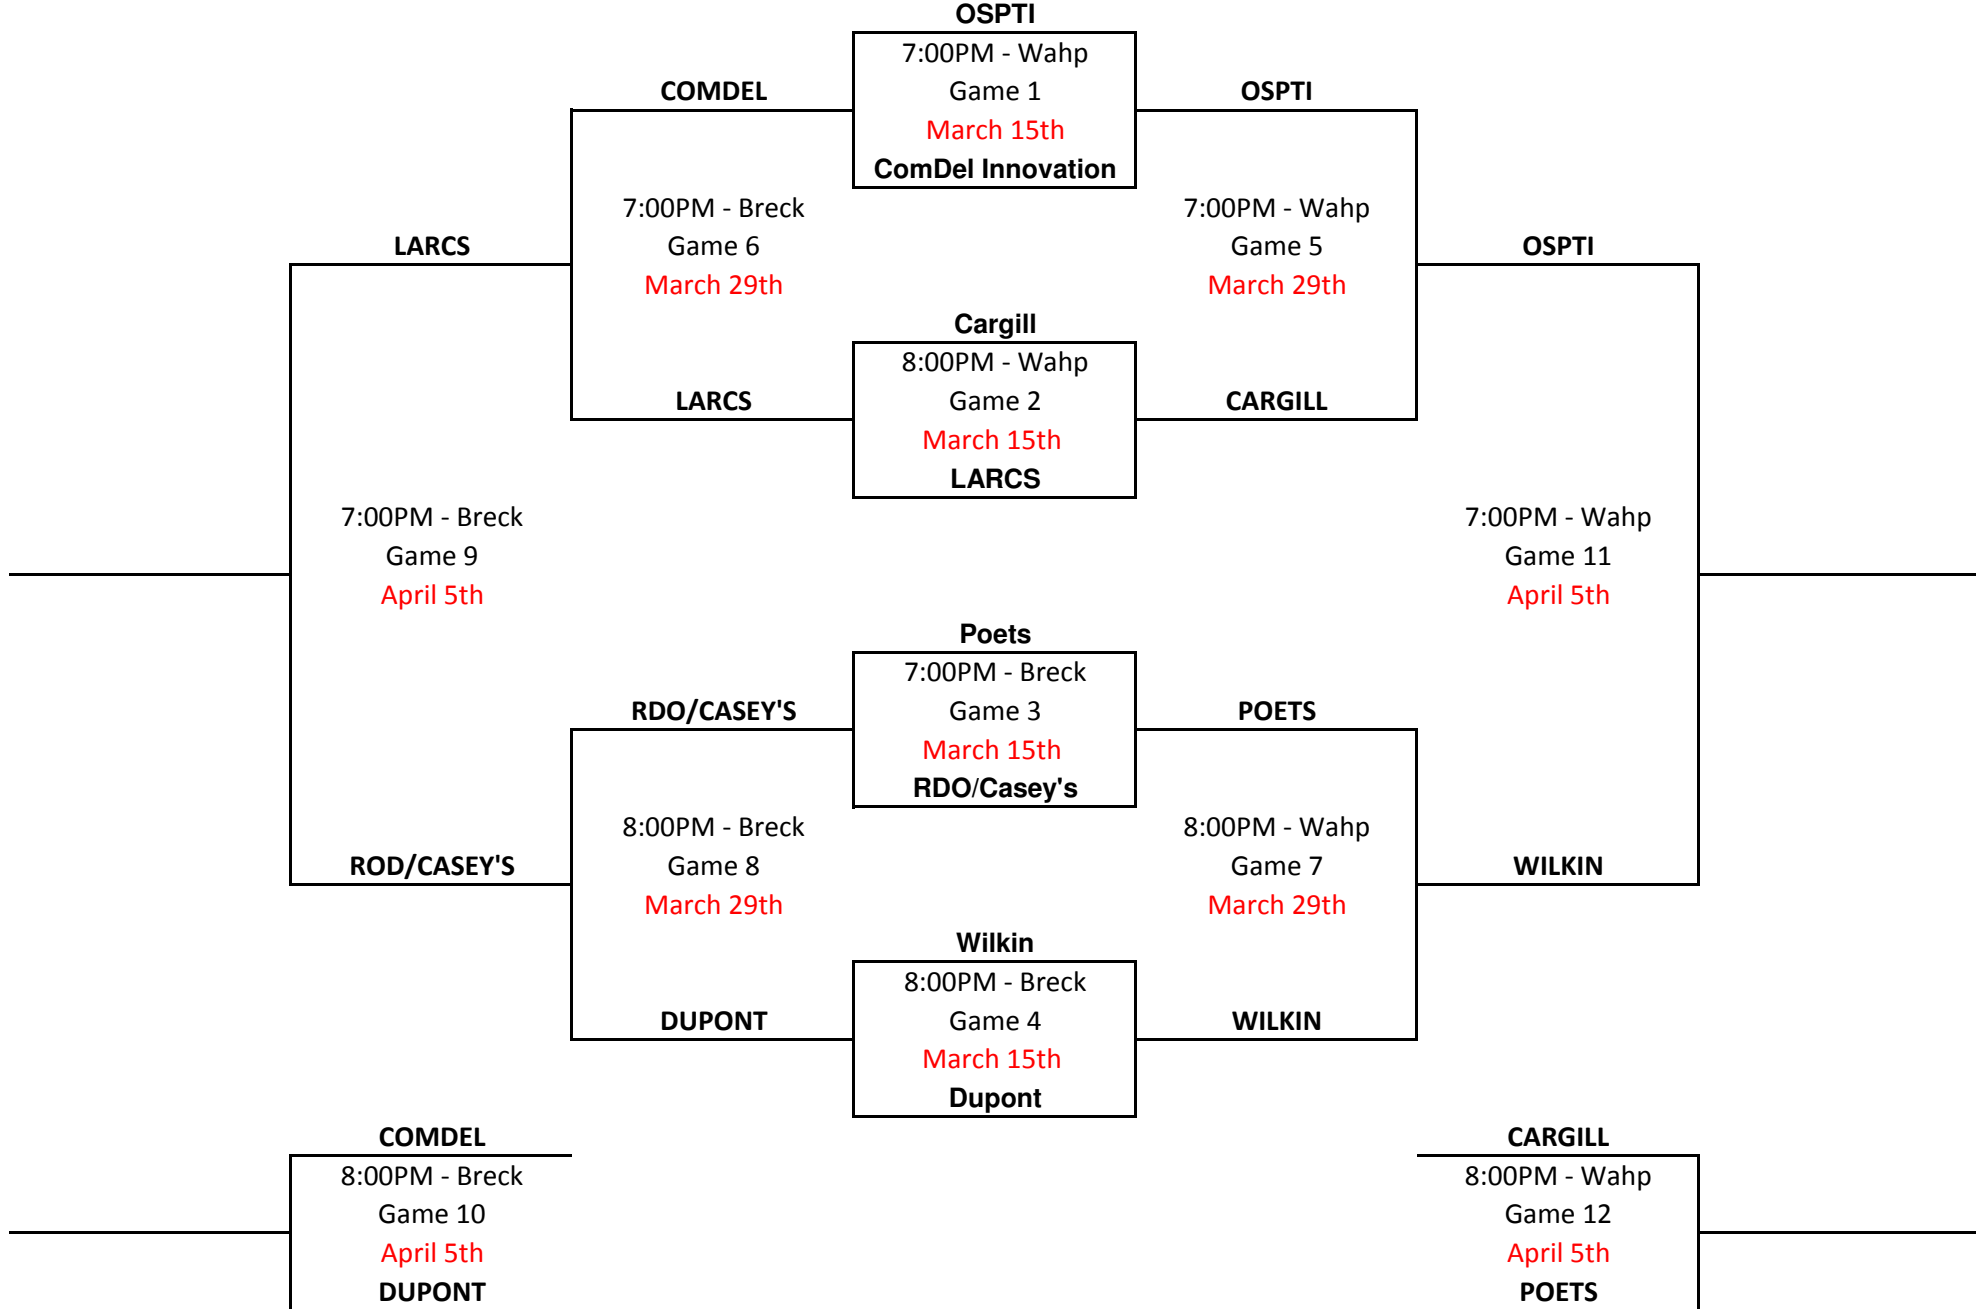 OSPTI
7:00PM - Wahp
COMDEL
Game 1
OSPTI
March 15th
ComDel Innovation
7:00PM - Breck
7:00PM - Wahp
LARCS
Game 6
Game 5
OSPTI
March 29th
March 29th
Cargill
8:00PM - Wahp
LARCS
Game 2
CARGILL
March 15th
LARCS
7:00PM - Breck
7:00PM - Wahp
Game 9
Game 11
April 5th
April 5th
Poets
7:00PM - Breck
RDO/CASEY'S
Game 3
POETS
March 15th
RDO/Casey's
8:00PM - Breck
8:00PM - Wahp
ROD/CASEY'S
Game 8
Game 7
WILKIN
March 29th
March 29th
Wilkin
8:00PM - Breck
DUPONT
Game 4
WILKIN
March 15th
Dupont
COMDEL
CARGILL
8:00PM - Breck
8:00PM - Wahp
Game 10
Game 12
April 5th
April 5th
DUPONT
POETS